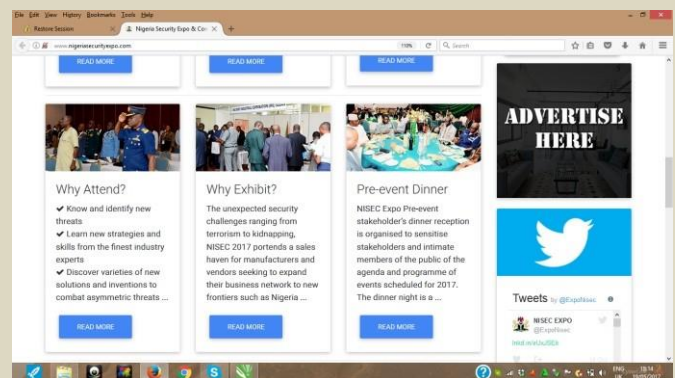 File Edit View History Bookmarks Tools Help
Restore Session
Nigeria Security Expo & Con
www.nigeriasecurityexpo.com
110%
Search
READ MORE
READ MORE
READ MORE
Why Attend?
✔ Know and identify new
threats
✔ Learn new strategies and
skills from the finest industry
experts
✔ Discover varieties of new
solutions and inventions to
combat asymmetric threats ...
READ MORE
Why Exhibit?
The unexpected security
challenges ranging from
terrorism to kidnapping,
NISEC 2017 portends a sales
haven for manufacturers and
vendors seeking to expand
their business network to new
frontiers such as Nigeria ...
READ MORE
Pre-event Dinner
NISEC Expo Pre-event
stakeholder's dinner reception
is organised to sensitise
stakeholders and intimate
members of the public of the
agenda and programme of
events scheduled for 2017.
The dinner night is a ...
READ MORE
ADVERTISE
HERE
Tweets by @ExpoNisec
NISEC EXPO
@ExpoNisec
ENG 18:14
UK